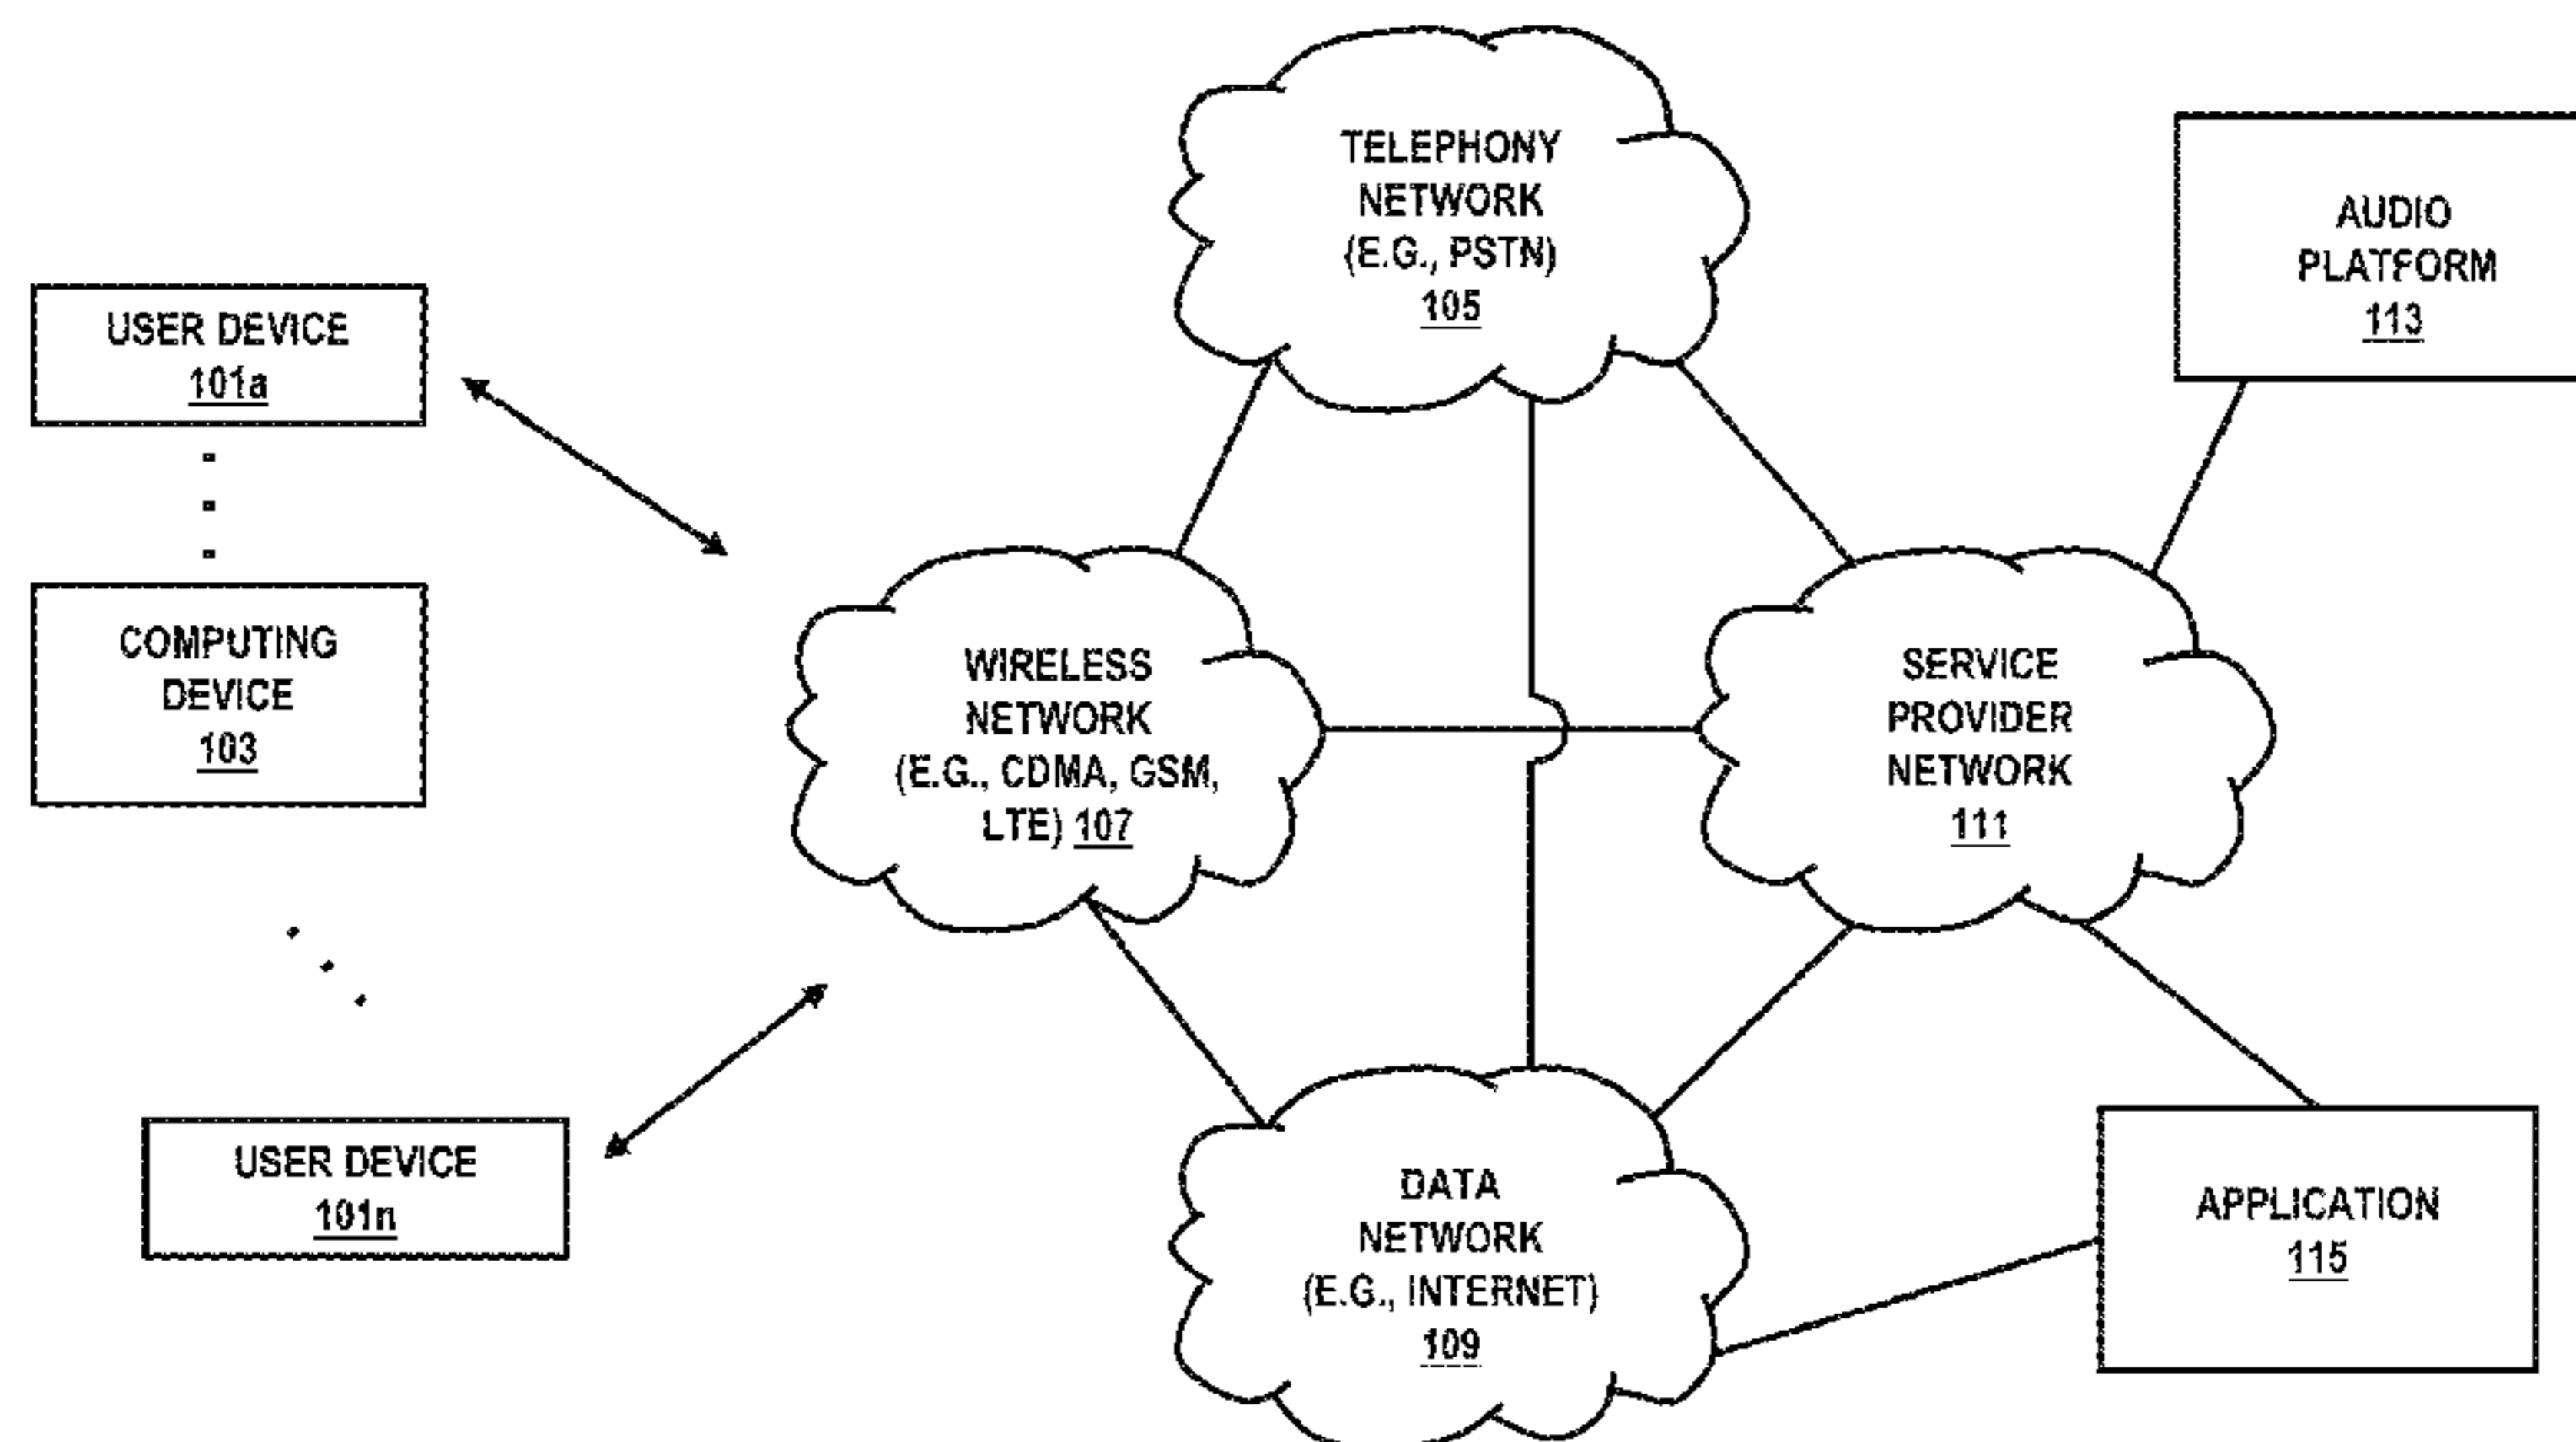 TELEPHONY
NETWORK
(E.G., PSTN)
105
AUDIO
PLATFORM
113
USER DEVICE
101a
COMPUTING
DEVICE
103
WIRELESS
NETWORK
(E.G., CDMA, GSM,
LTE) 107
SERVICE
PROVIDER
NETWORK
111
USER DEVICE
101n
DATA
NETWORK
(E.G., INTERNET)
109
APPLICATION
115